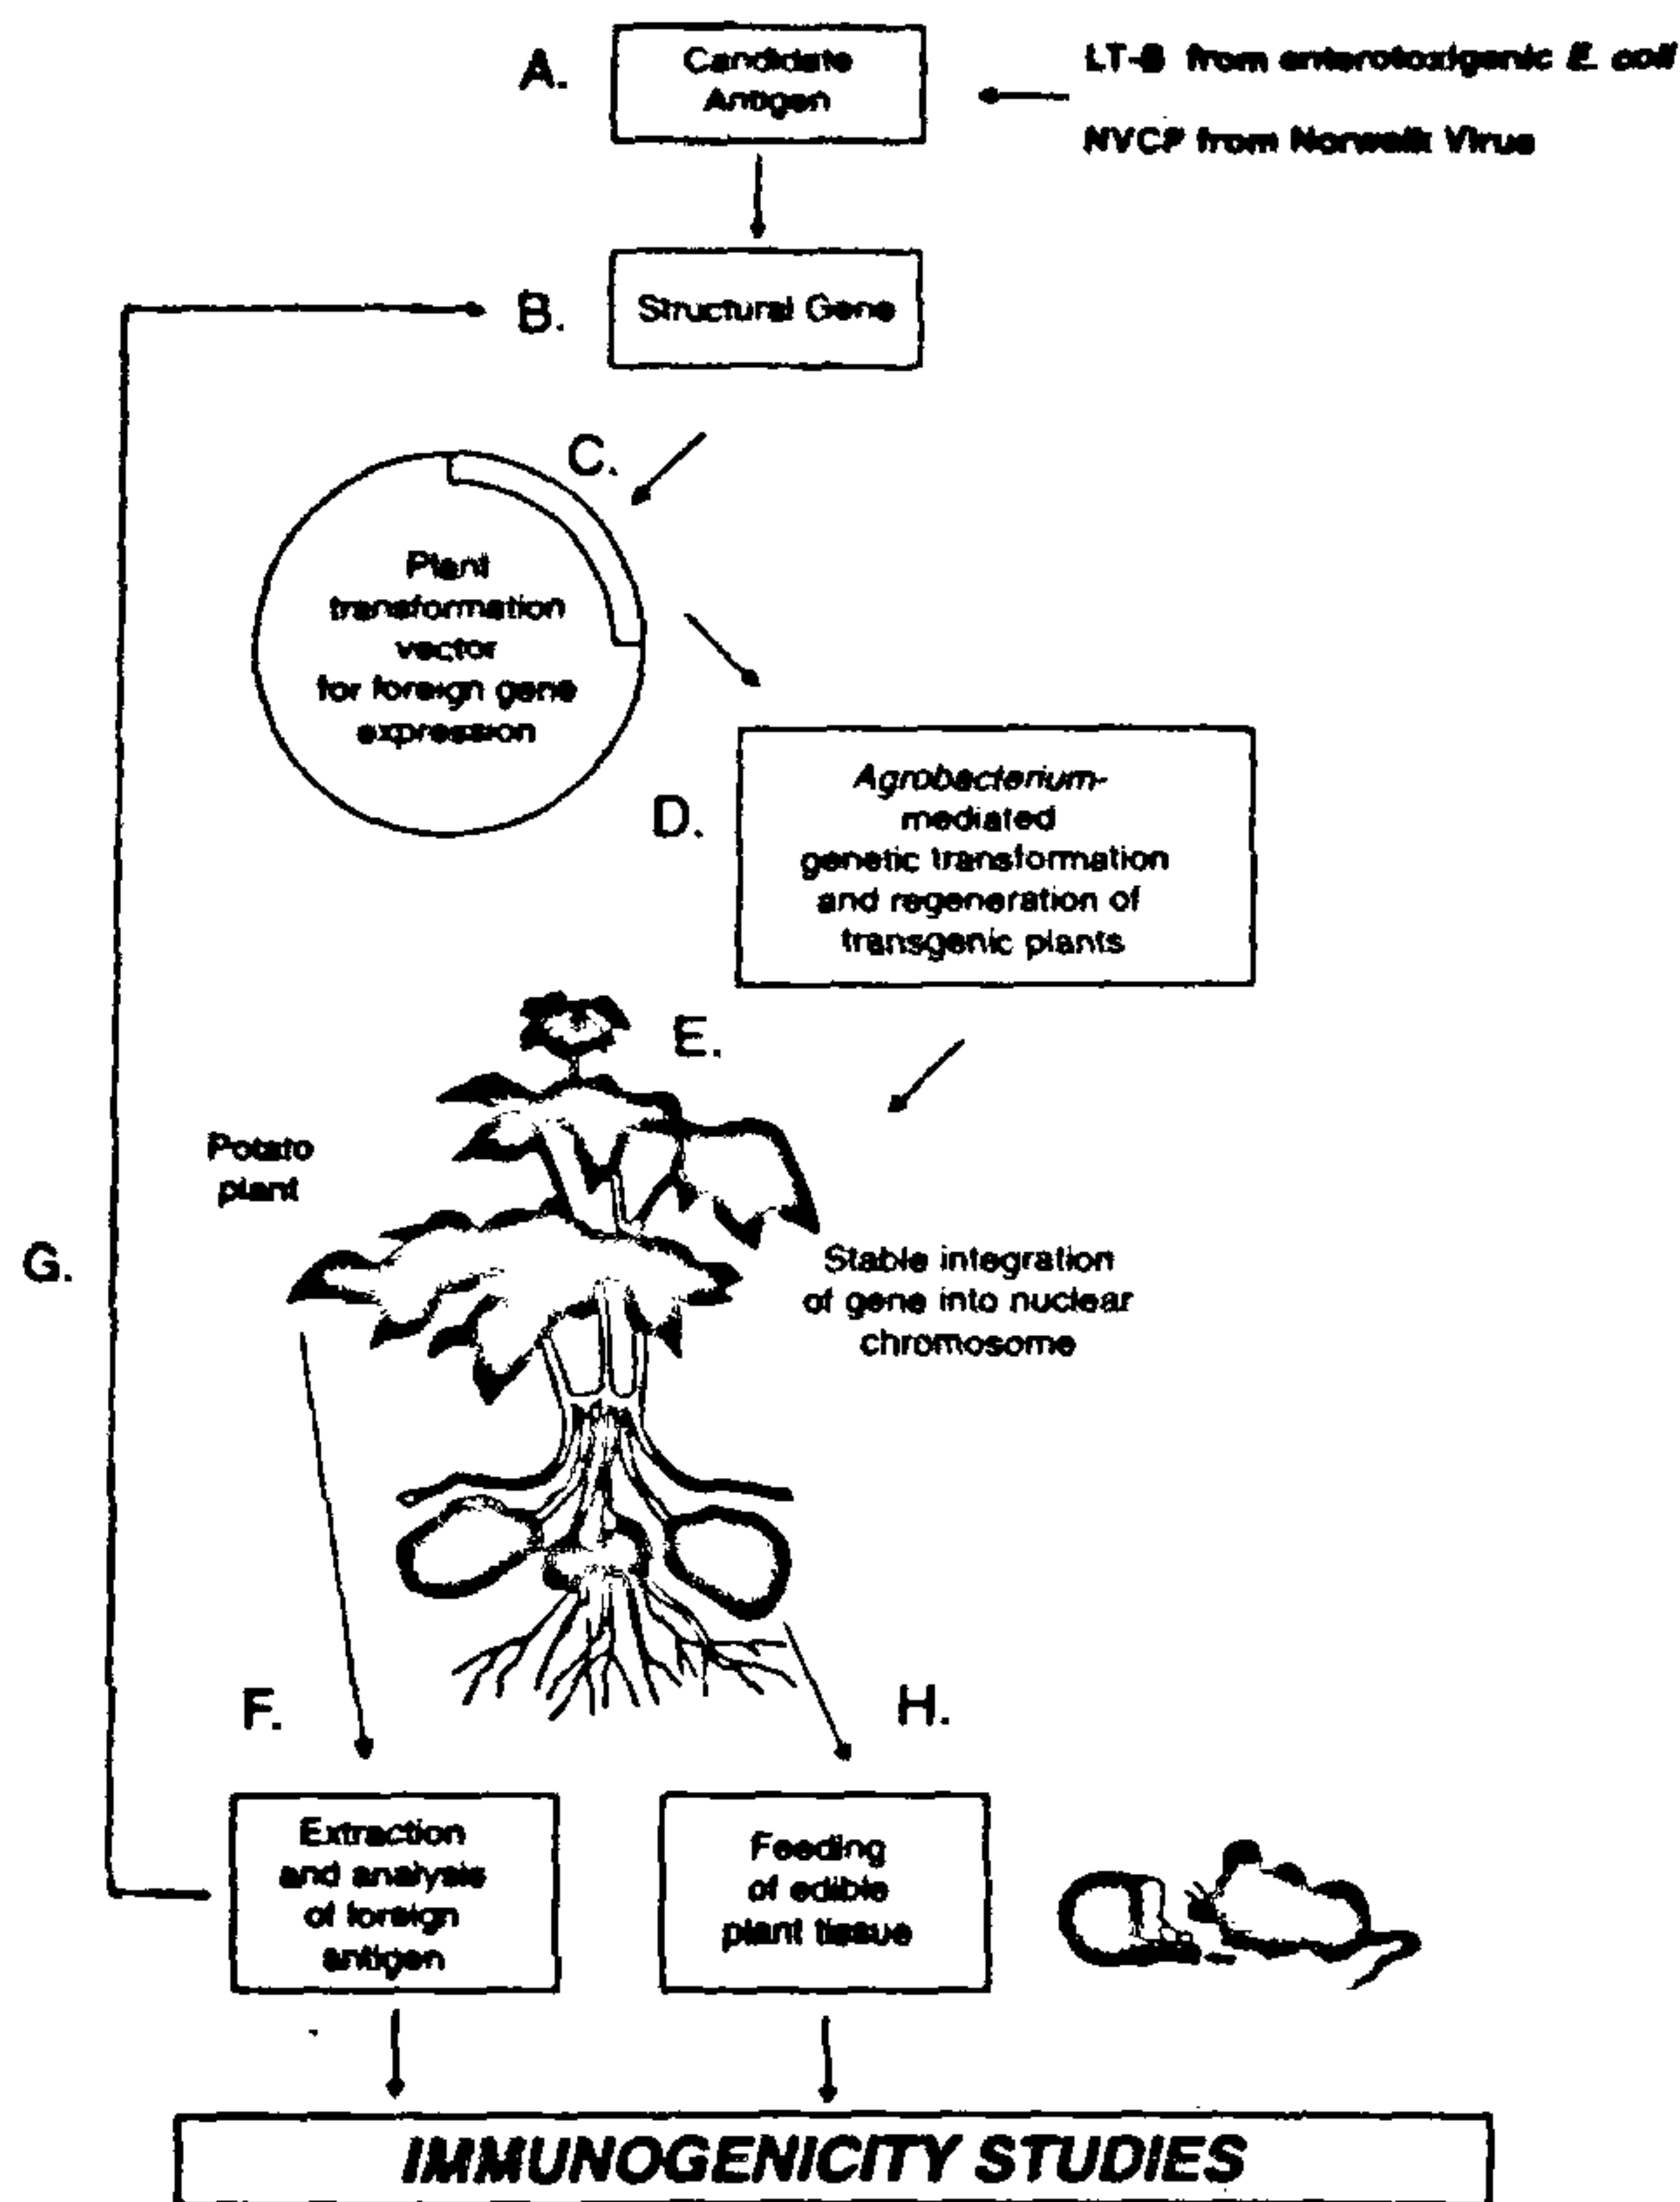 A.
Candidate
Antigen
LT-B from enterotoxigenic E. coli
NVCP from Norwalk Virus
B.
Structural Gene
C.
Plant
transformation
vector
for foreign gene
expression
D.
Agrobacterium-
mediated
genetic transformation
and regeneration of
transgenic plants
E.
Potato
plant
Stable integration
of gene into nuclear
chromosome
G.
F.
H.
Extraction
and analysis
of foreign
antigen
Feeding
of edible
plant tissue
IMMUNOGENICITY STUDIES